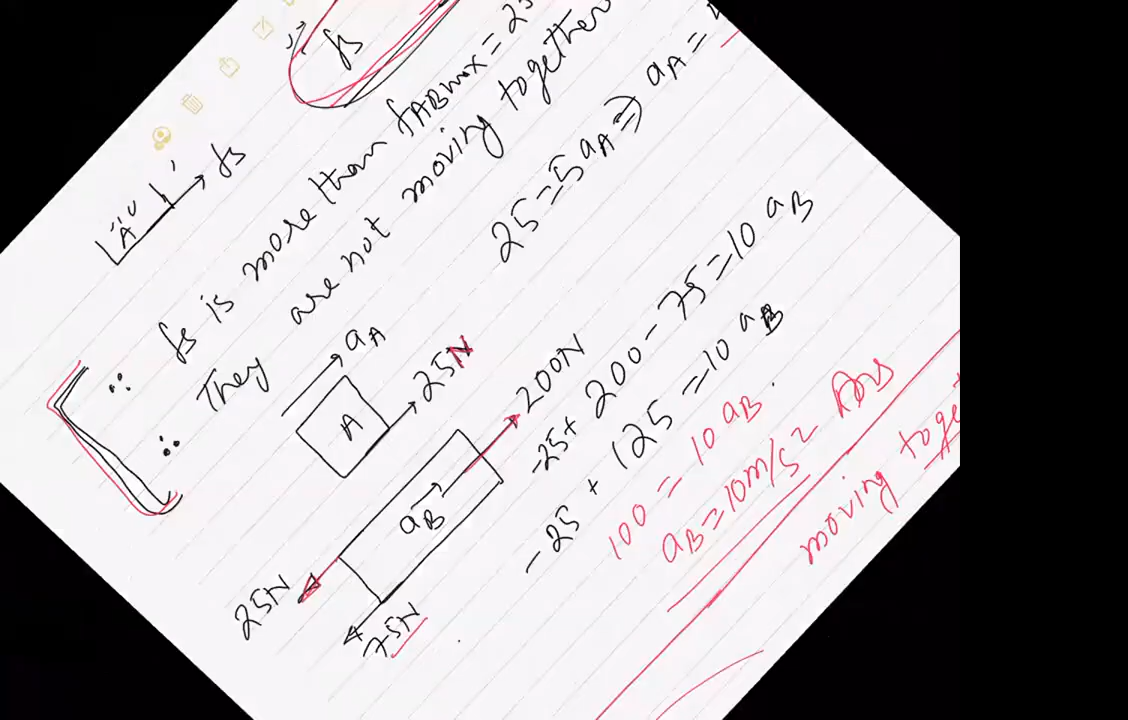 fs
"A"
fs
∴ fs is more than fABmax = 25
∴ They are not moving together
aA
A
25N
25 = 5aA ⇒ aA =
200N
aB
25N
75N
-25 + 200 - 75 = 10 aB
-25 + 125 = 10 aB
100 = 10 aB.
aB = 10m/s2 Ans
moving toge